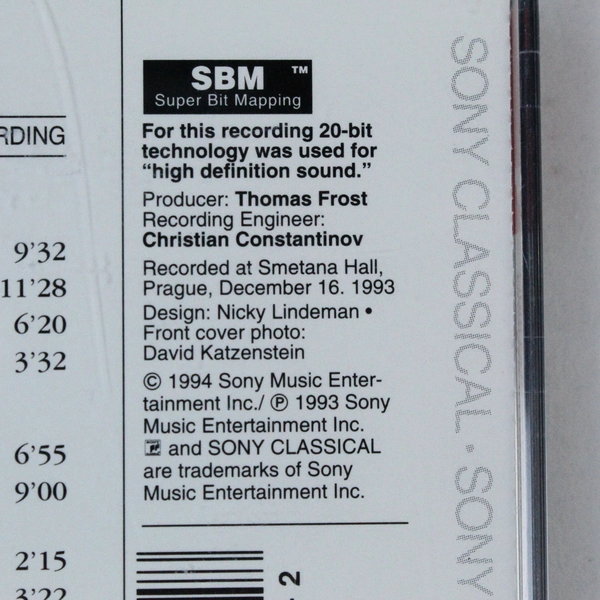 SBM ™
Super Bit Mapping
For this recording 20-bit
technology was used for
“high definition sound.”
Producer: Thomas Frost
Recording Engineer:
Christian Constantinov
Recorded at Smetana Hall,
Prague, December 16. 1993
Design: Nicky Lindeman •
Front cover photo:
David Katzenstein
© 1994 Sony Music Enter-
tainment Inc./ ℗ 1993 Sony
Music Entertainment Inc.
and SONY CLASSICAL
are trademarks of Sony
Music Entertainment Inc.
9’32
11’28
6’20
3’32
6’55
9’00
2’15
3’22
2
SONY CLASSICAL · SONY